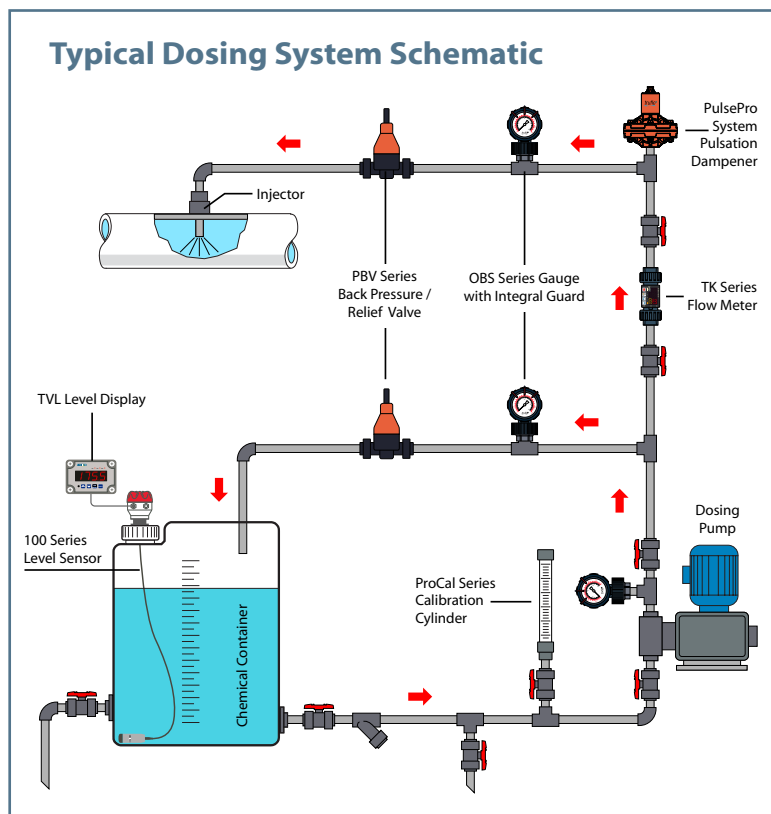 Typical Dosing System Schematic
PulsePro
System
Pulsation
Dampener
Injector
PBV Series
Back Pressure /
Relief Valve
OBS Series Gauge
with Integral Guard
TK Series
Flow Meter
TVL Level Display
1755
100 Series
Level Sensor
Chemical Container
ProCal Series
Calibration
Cylinder
Dosing
Pump